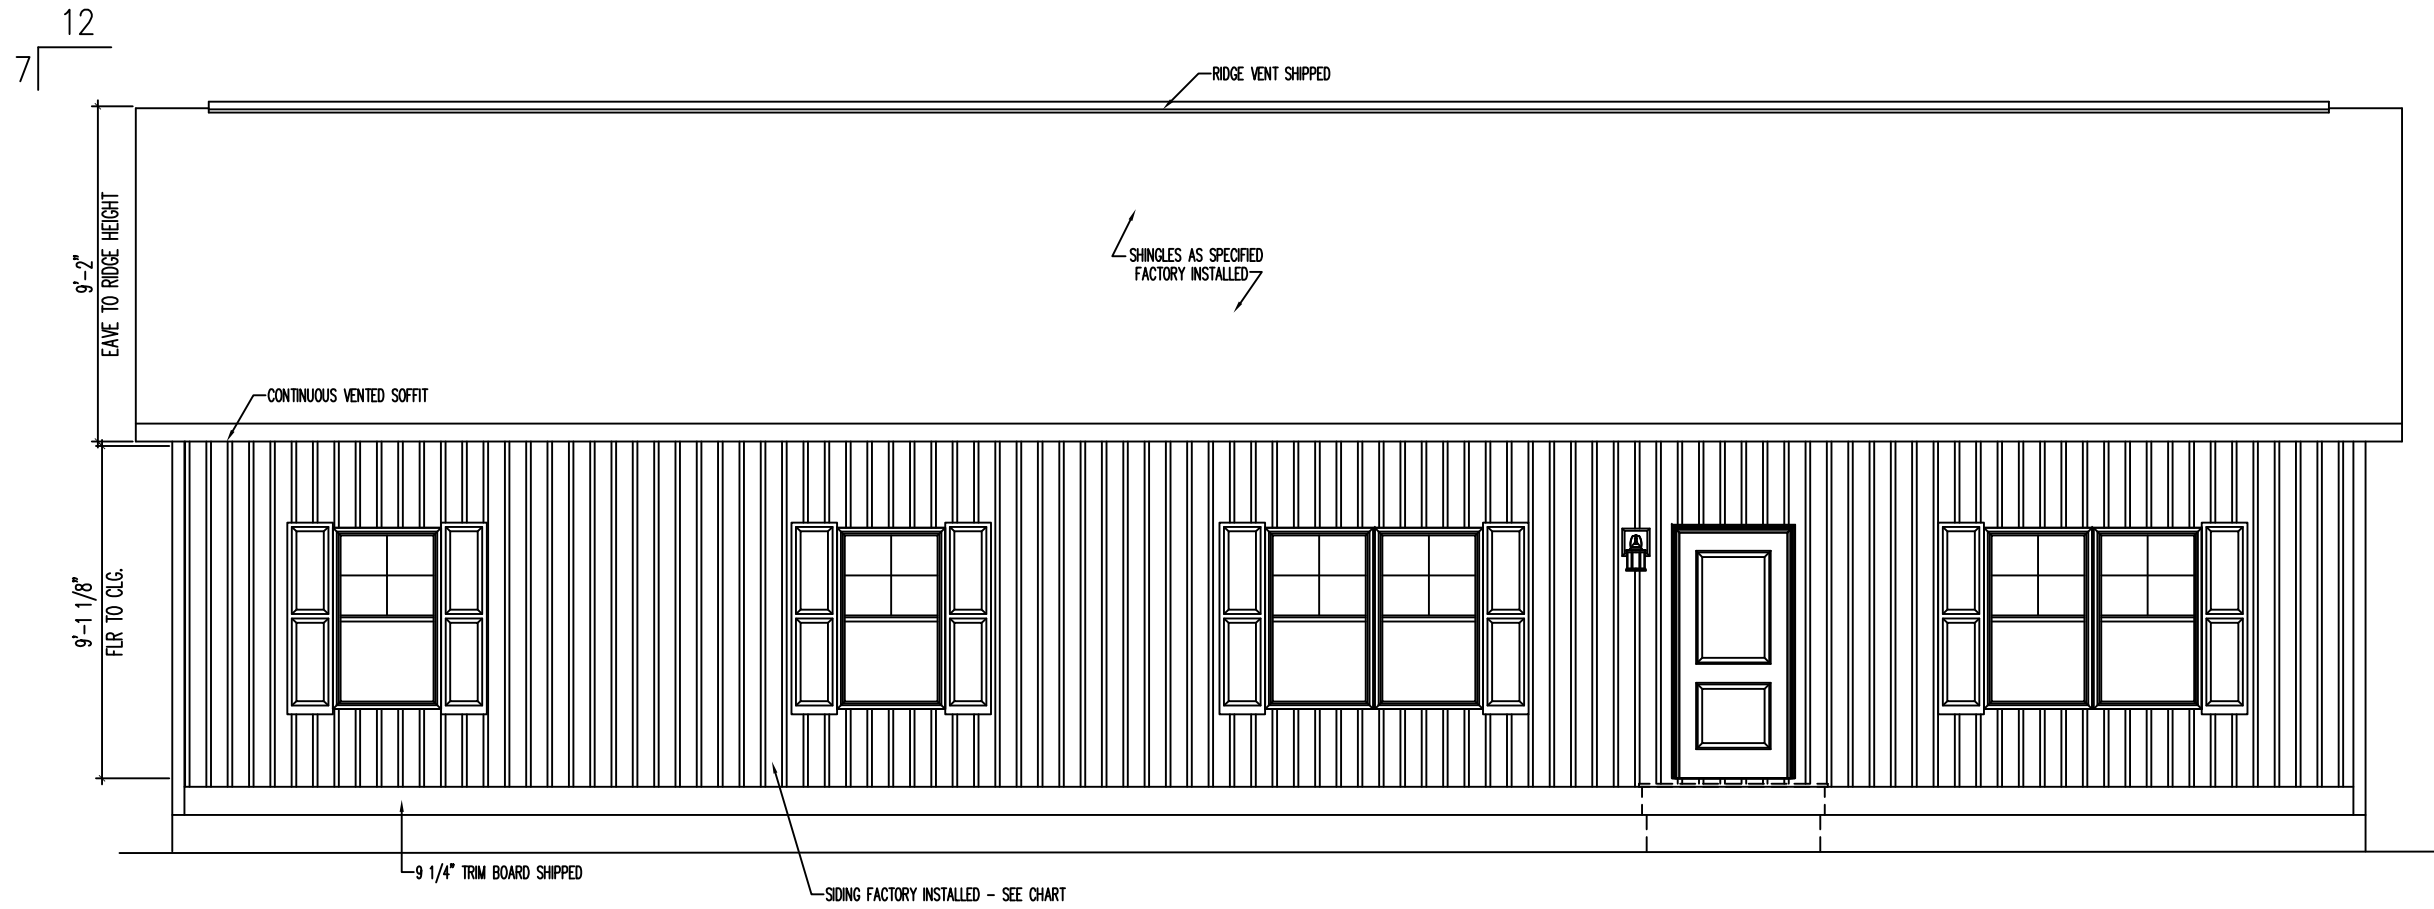 12
7
RIDGE VENT SHIPPED
9'-2"
EAVE TO RIDGE HEIGHT
SHINGLES AS SPECIFIED
FACTORY INSTALLED
CONTINUOUS VENTED SOFFIT
9'-1 1/8"
FLR TO CLG.
9 1/4" TRIM BOARD SHIPPED
SIDING FACTORY INSTALLED - SEE CHART